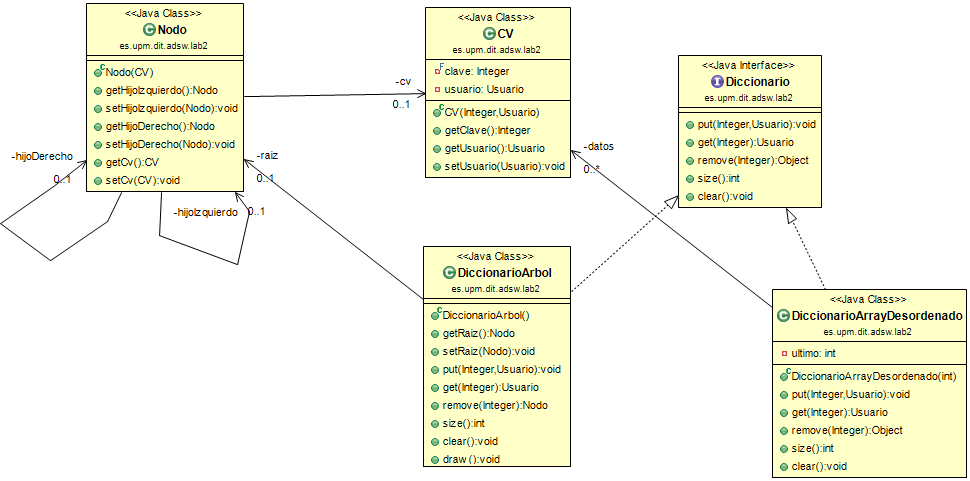 <<Java Class>>
Nodo
es.upm.dit.adsw.lab2
Nodo(CV)
getHijoIzquierdo():Nodo
setHijoIzquierdo(Nodo):void
getHijoDerecho():Nodo
setHijoDerecho(Nodo):void
getCv():CV
setCv(CV):void
-hijoDerecho
0..1
-hijoIzquierdo
0..1
-cv
0..1
-raiz
0..1
<<Java Class>>
CV
es.upm.dit.adsw.lab2
F clave: Integer
usuario: Usuario
CV(Integer,Usuario)
getClave():Integer
getUsuario():Usuario
setUsuario(Usuario):void
-datos
0..*
<<Java Interface>>
Diccionario
es.upm.dit.adsw.lab2
put(Integer,Usuario):void
get(Integer):Usuario
remove(Integer):Object
size():int
clear():void
<<Java Class>>
DiccionarioArbol
es.upm.dit.adsw.lab2
DiccionarioArbol()
getRaiz():Nodo
setRaiz(Nodo):void
put(Integer,Usuario):void
get(Integer):Usuario
remove(Integer):Nodo
size():int
clear():void
draw():void
<<Java Class>>
DiccionarioArrayDesordenado
es.upm.dit.adsw.lab2
ultimo: int
DiccionarioArrayDesordenado(int)
put(Integer,Usuario):void
get(Integer):Usuario
remove(Integer):Object
size():int
clear():void